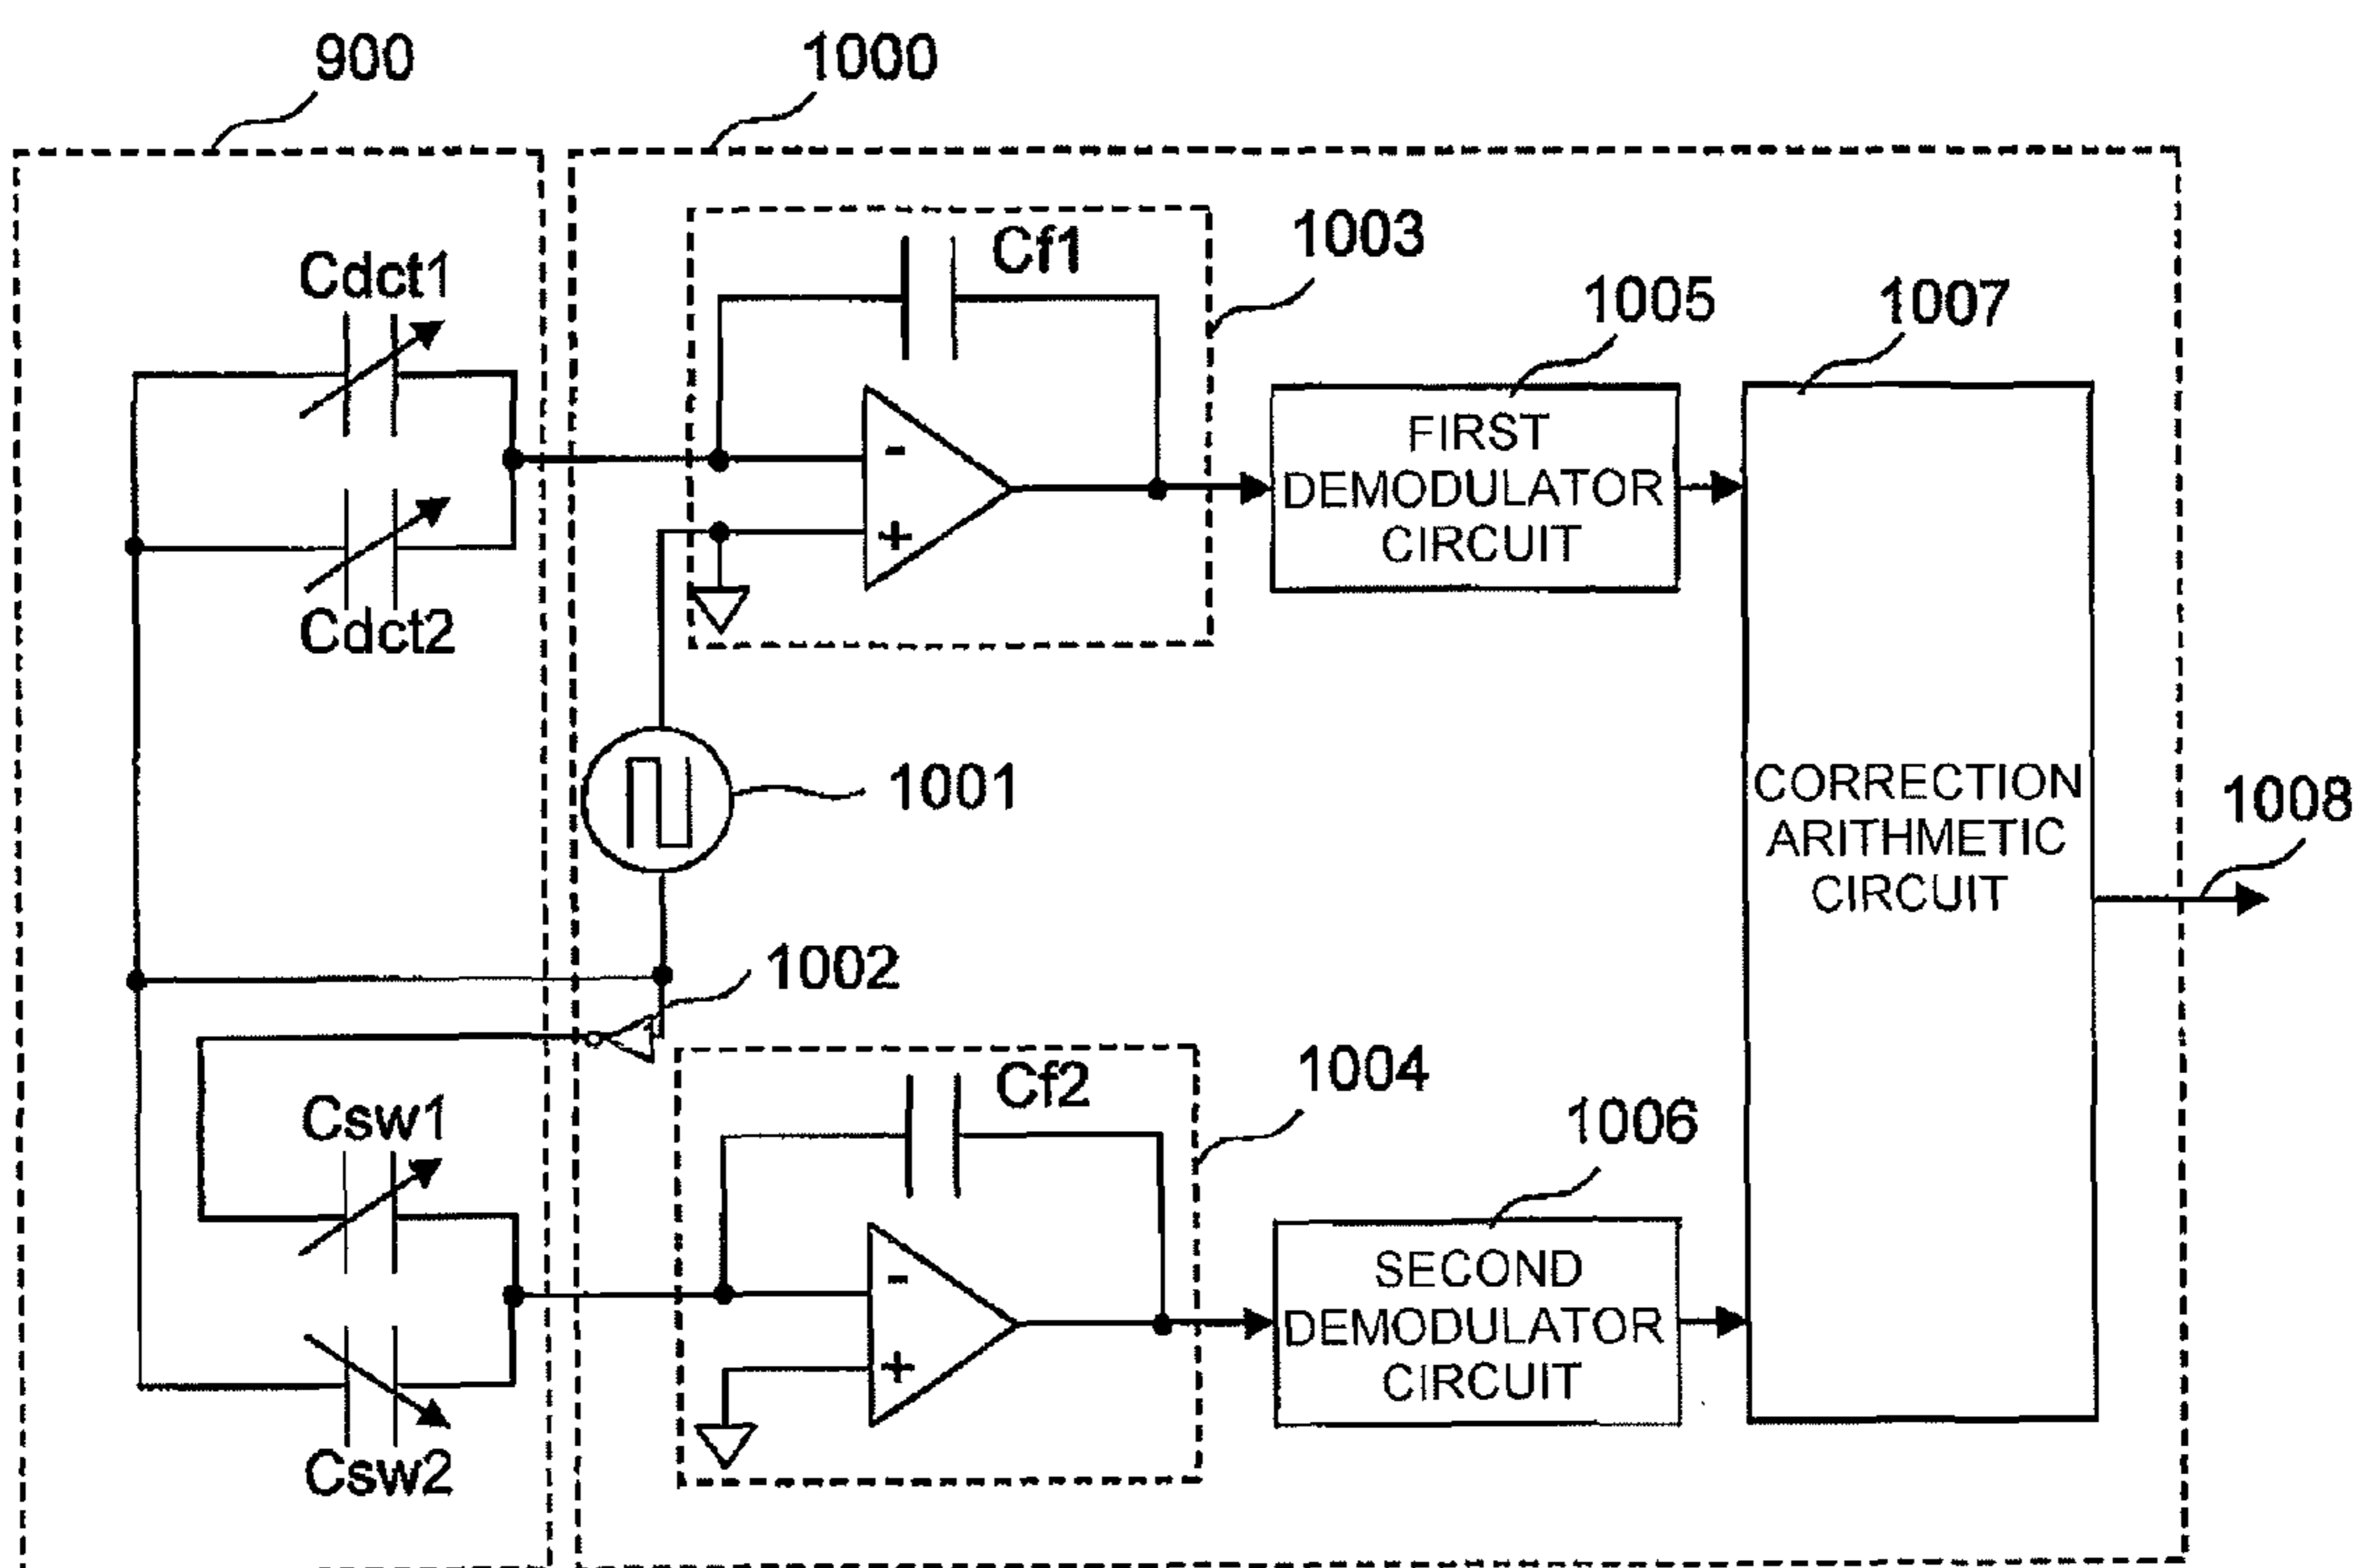 900
1000
Cdct1
Cf1
1003
1005
1007
-
FIRST
DEMODULATOR
CIRCUIT
+
Cdct2
1001
CORRECTION
ARITHMETIC
CIRCUIT
1008
1002
Csw1
Cf2
1004
1006
-
SECOND
DEMODULATOR
CIRCUIT
+
Csw2